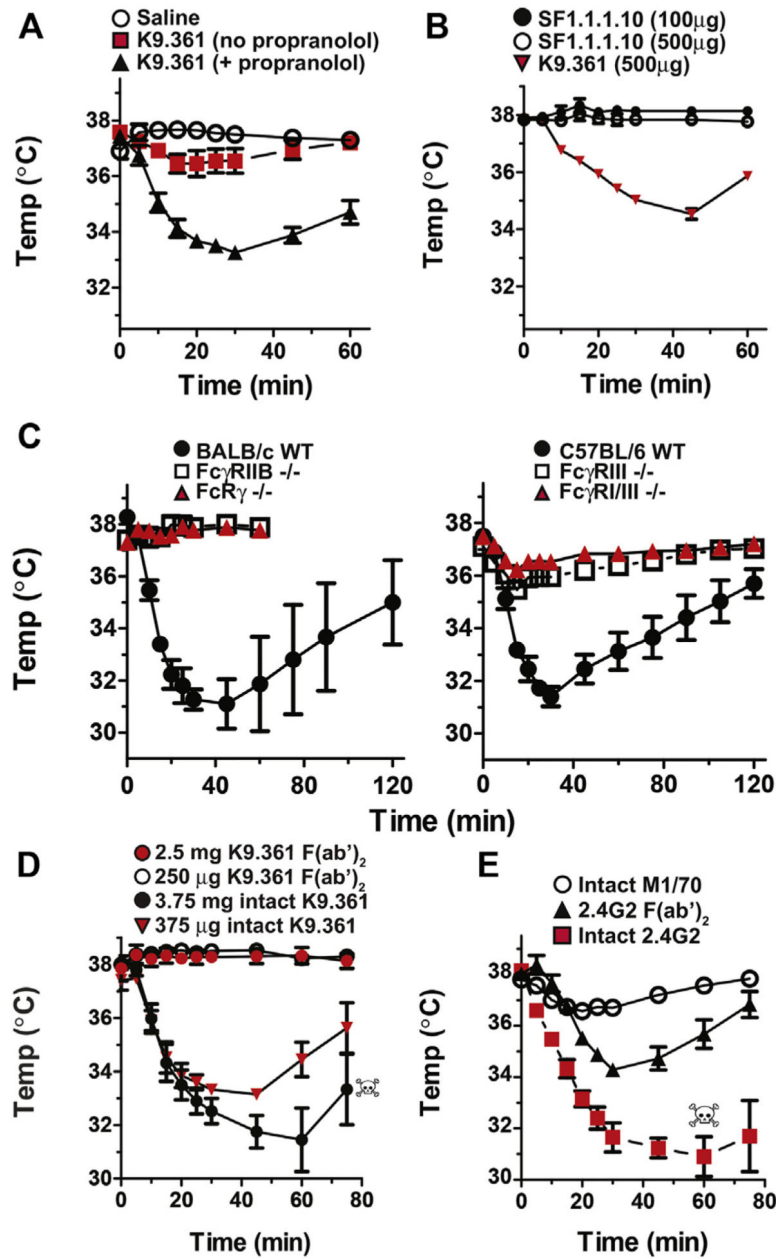 A
Saline
K9.361 (no propranolol)
K9.361 (+ propranolol)
Temp (°C)
38
36
34
32
0 20 40 60
Time (min)
B
SF1.1.1.10 (100μg)
SF1.1.1.10 (500μg)
K9.361 (500μg)
Temp (°C)
38
36
34
32
0 20 40 60
Time (min)
C
BALB/c WT
FcγRIIB -/-
FcRγ -/-
Temp (°C)
38
36
34
32
30
0 40 80 120
C57BL/6 WT
FcγRIII -/-
FcγRI/III -/-
38
36
34
32
30
0 40 80 120
Time (min)
D
2.5 mg K9.361 F(ab')₂
250 μg K9.361 F(ab')₂
3.75 mg intact K9.361
375 μg intact K9.361
Temp (°C)
38
36
34
32
30
0 20 40 60 80
Time (min)
E
Intact M1/70
2.4G2 F(ab')₂
Intact 2.4G2
Temp (°C)
40
38
36
34
32
30
0 20 40 60 80
Time (min)